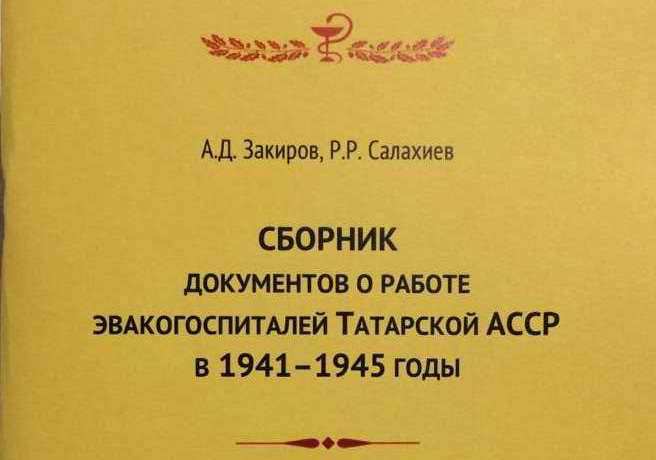 А.Д. Закиров, Р.Р. Салахиев
СБОРНИК
ДОКУМЕНТОВ О РАБОТЕ
ЭВАКОГОСПИТАЛЕЙ ТАТАРСКОЙ АССР
В 1941–1945 ГОДЫ